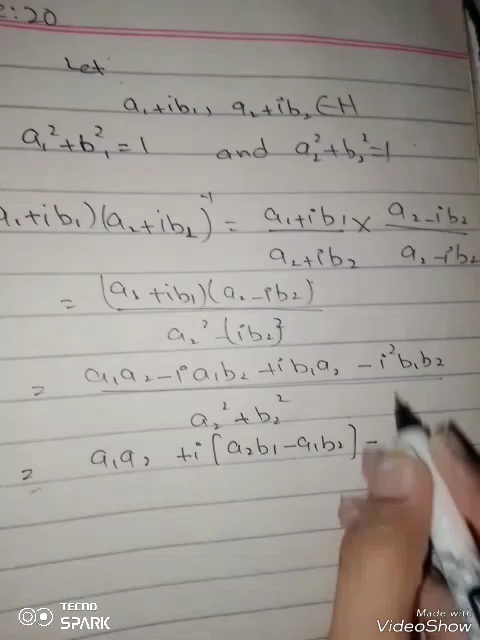 :20
Let
a₁+ib₁, a₂+ib₂ ∈ H
a₁²+b₁²=1 and a₂²+b₂²=1
a₁+ib₁)(a₂+ib₂)⁻¹ = a₁+ib₁/a₂+ib₂ × a₂-ib₂/a₂-ib₂
= (a₁+ib₁)(a₂-ib₂)/a₂²-(ib₂)²
= a₁a₂-ia₁b₂+ib₁a₂-i²b₁b₂/a₂²+b₂²
= a₁a₂ +i[a₂b₁-a₁b₂]-
TECNO
SPARK
Made with
VideoShow